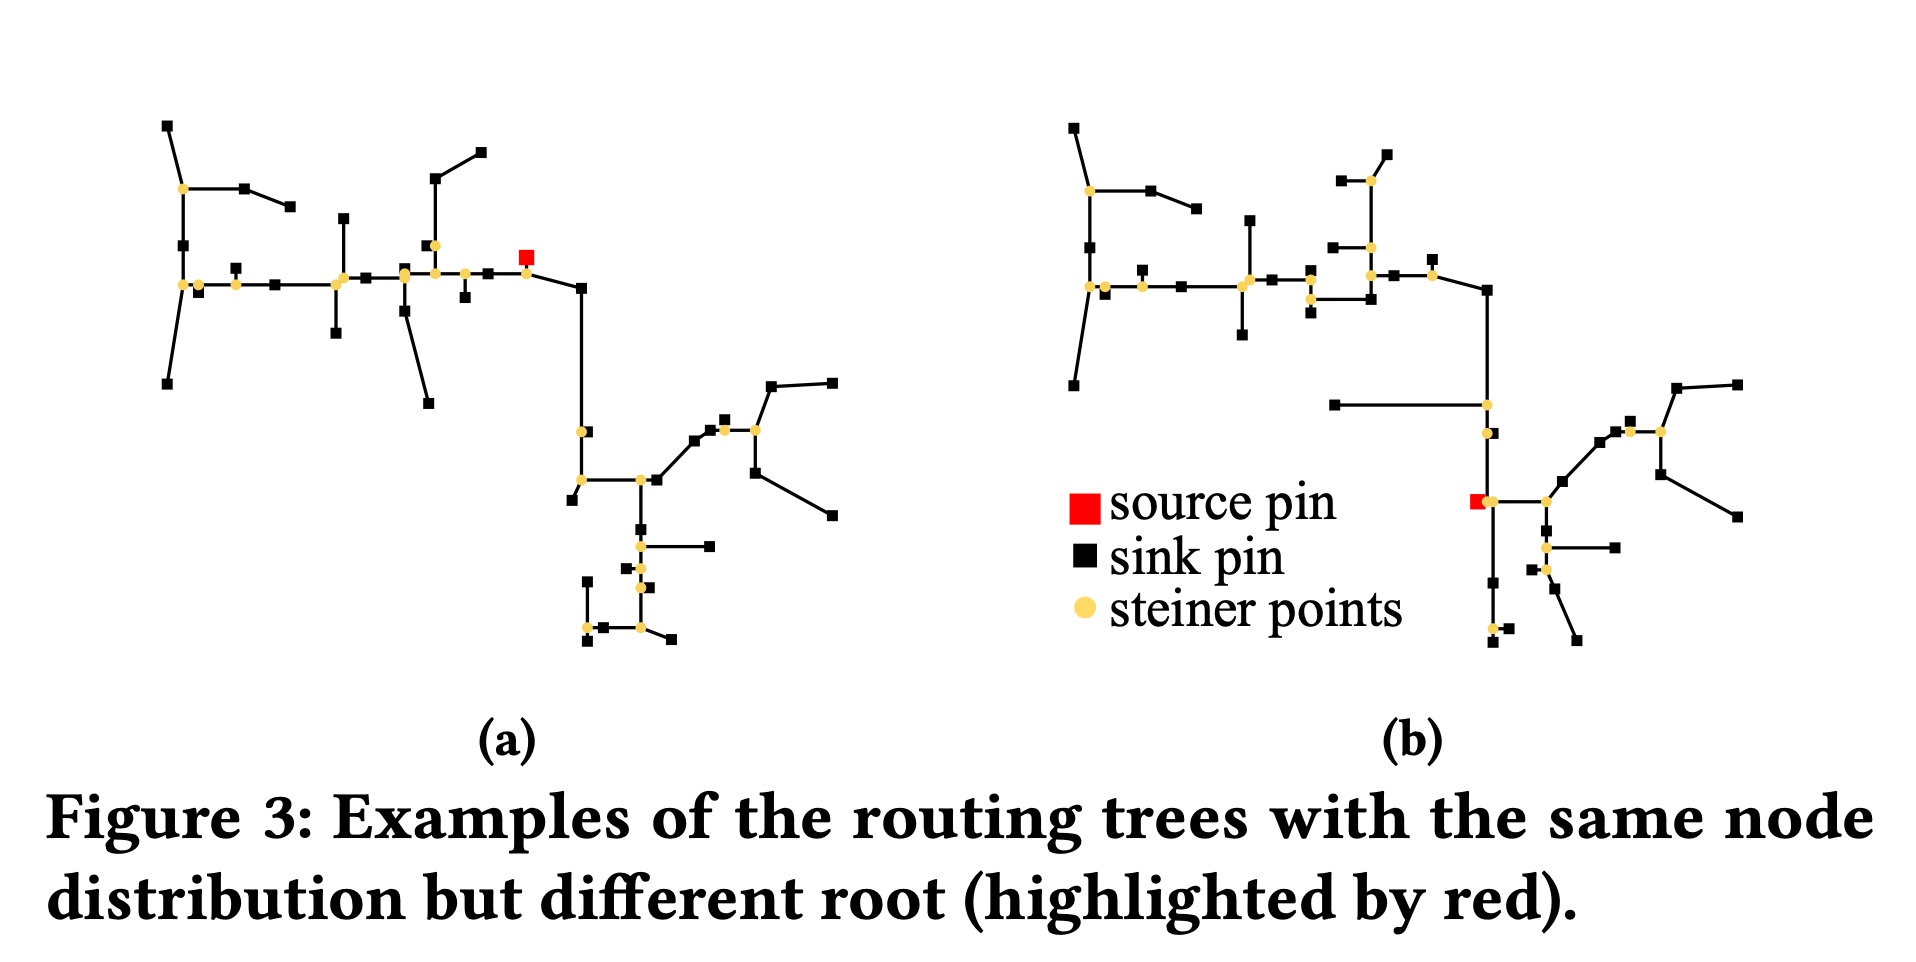 source pin
sink pin
steiner points
(a)
(b)
Figure 3: Examples of the routing trees with the same node
distribution but different root (highlighted by red).